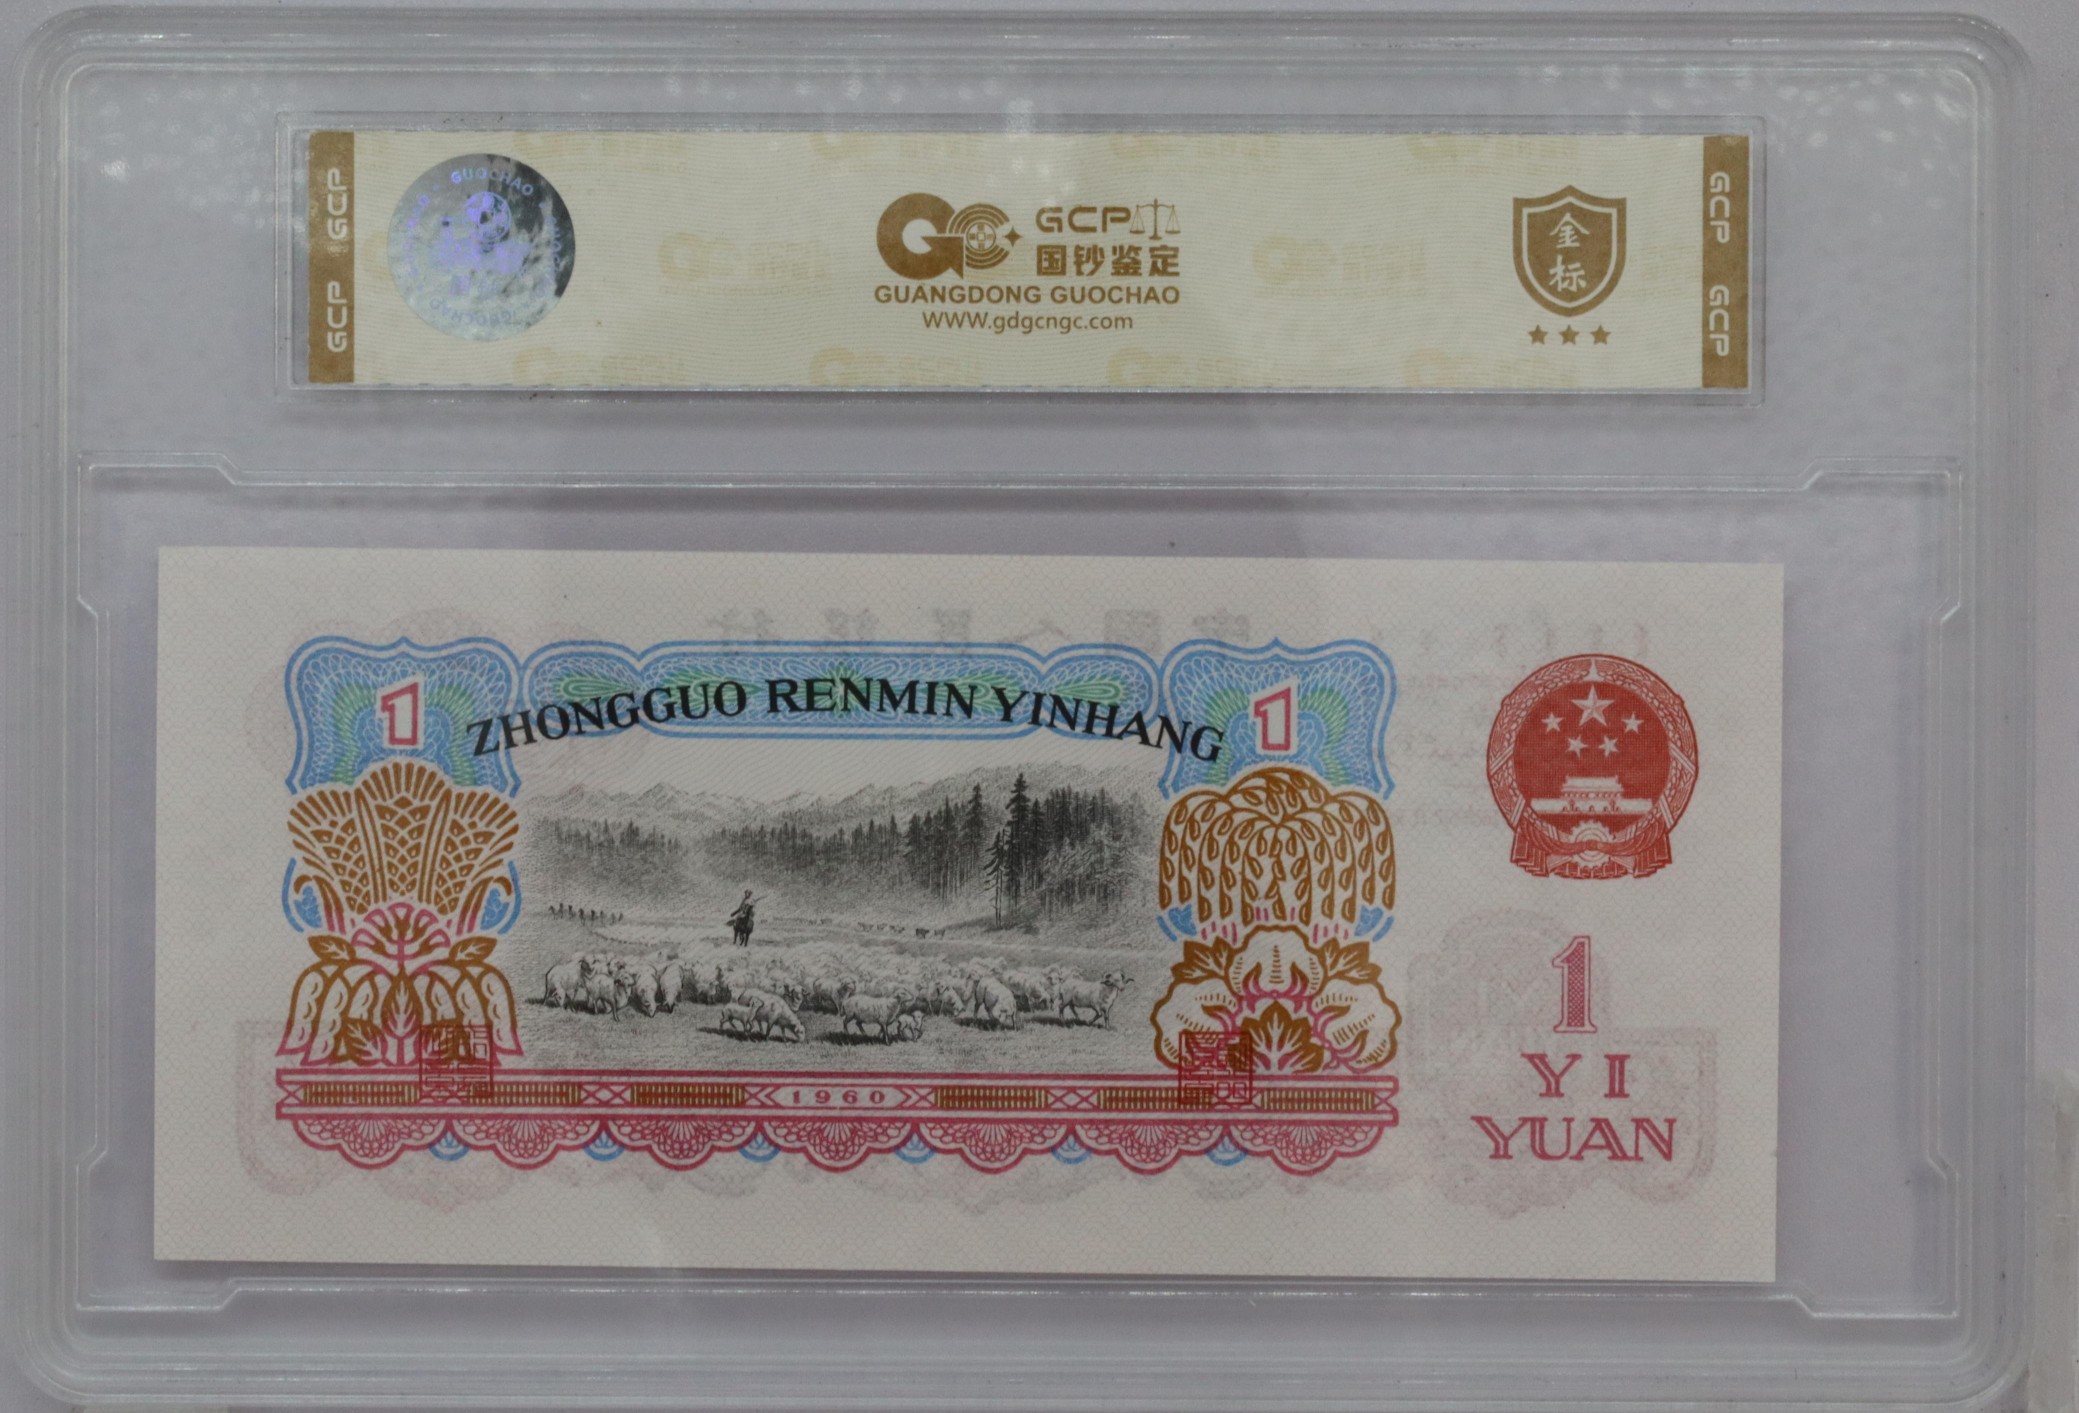 GCP GCP
GUOCHAO
GCP
国钞鉴定
GUANGDONG GUOCHAO
WWW.gdgcngc.com
金标
GCP GCP
1
ZHONGGUO RENMIN YINHANG
1
1960
1
YI
YUAN